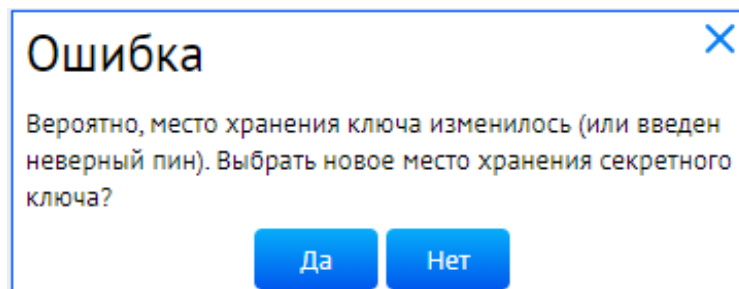 Ошибка
Вероятно, место хранения ключа изменилось (или введен
неверный пин). Выбрать новое место хранения секретного
ключа?
Да Нет